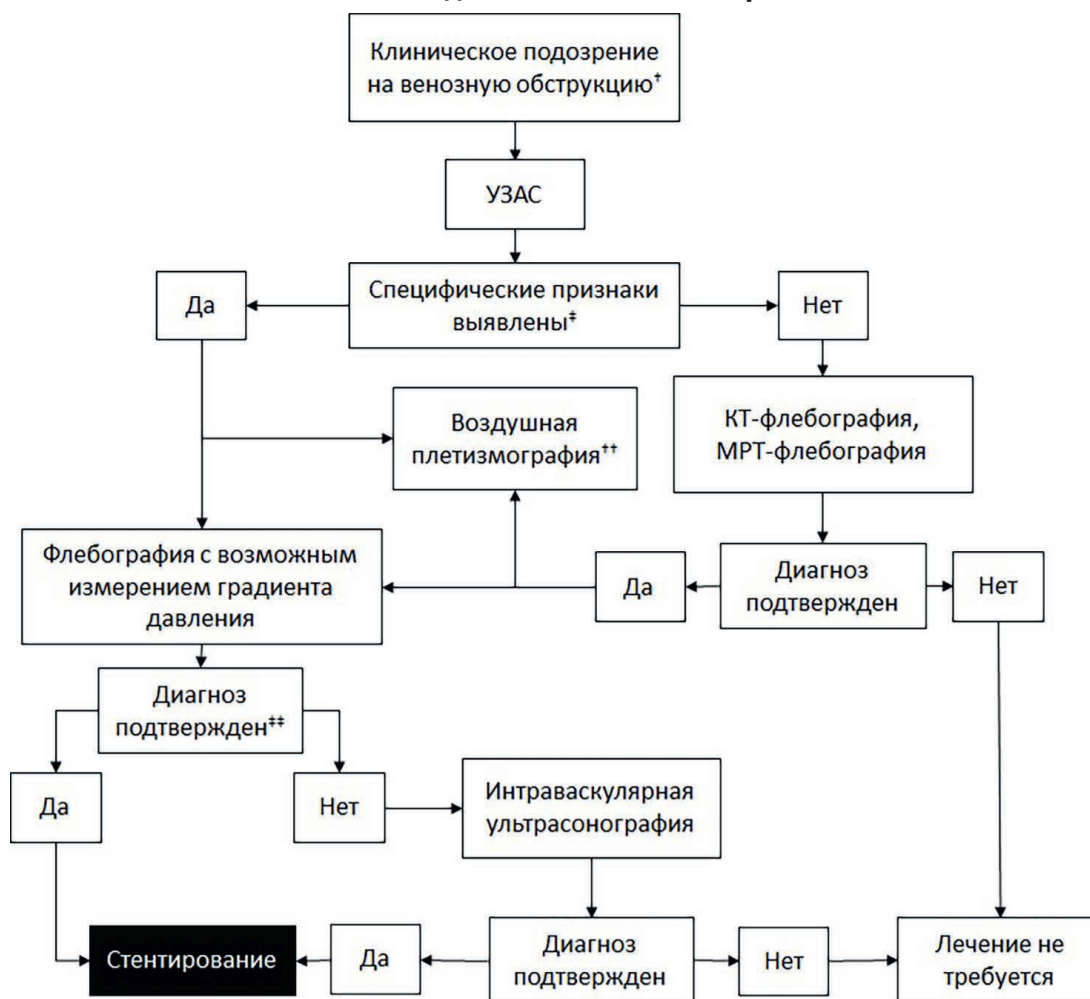 Клиническое подозрение
на венозную обструкцию†
УЗАС
Да
Специфические признаки
выявлены‡
Нет
Воздушная
плетизмография††
КТ-флебография,
МРТ-флебография
Флебография с возможным
измерением градиента
давления
Да
Диагноз
подтвержден
Нет
Диагноз
подтвержден‡‡
Да
Нет
Интраваскулярная
ультрасонография
Стентирование
Да
Диагноз
подтвержден
Нет
Лечение не
требуется